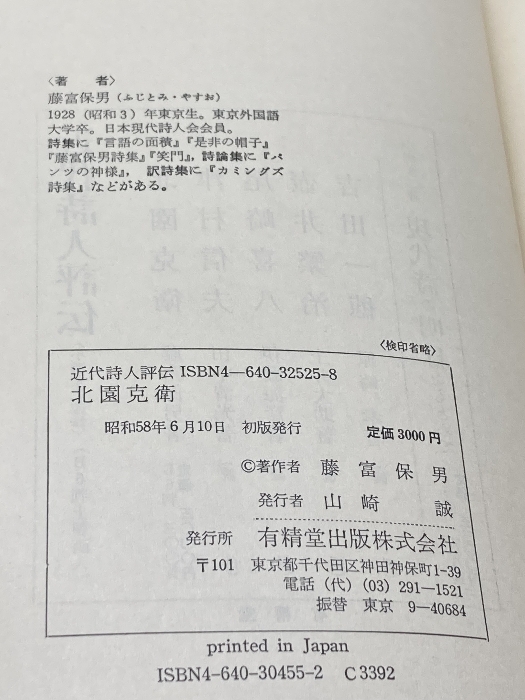 〈著　者〉
藤富保男（ふじとみ・やすお）
1928（昭和3）年東京生。東京外国語
大学卒。日本現代詩人会会員。
詩集に『言語の面積』『是非の帽子』
『藤富保男詩集』『笑門』，詩論集に『パ
ンツの神様』，訳詩集に『カミングズ
詩集』などがある。
〈検印省略〉
近代詩人評伝 ISBN4—640-32525-8
北園克衛
昭和58年6月10日　初版発行　定価3000円
©著作者　藤富保男
発行者　山崎　誠
発行所　有精堂出版株式会社
〒101　東京都千代田区神田神保町1-39
電話（代）(03) 291—1521
振替　東京　9—40684
printed in Japan
ISBN4-640-30455-2　C3392